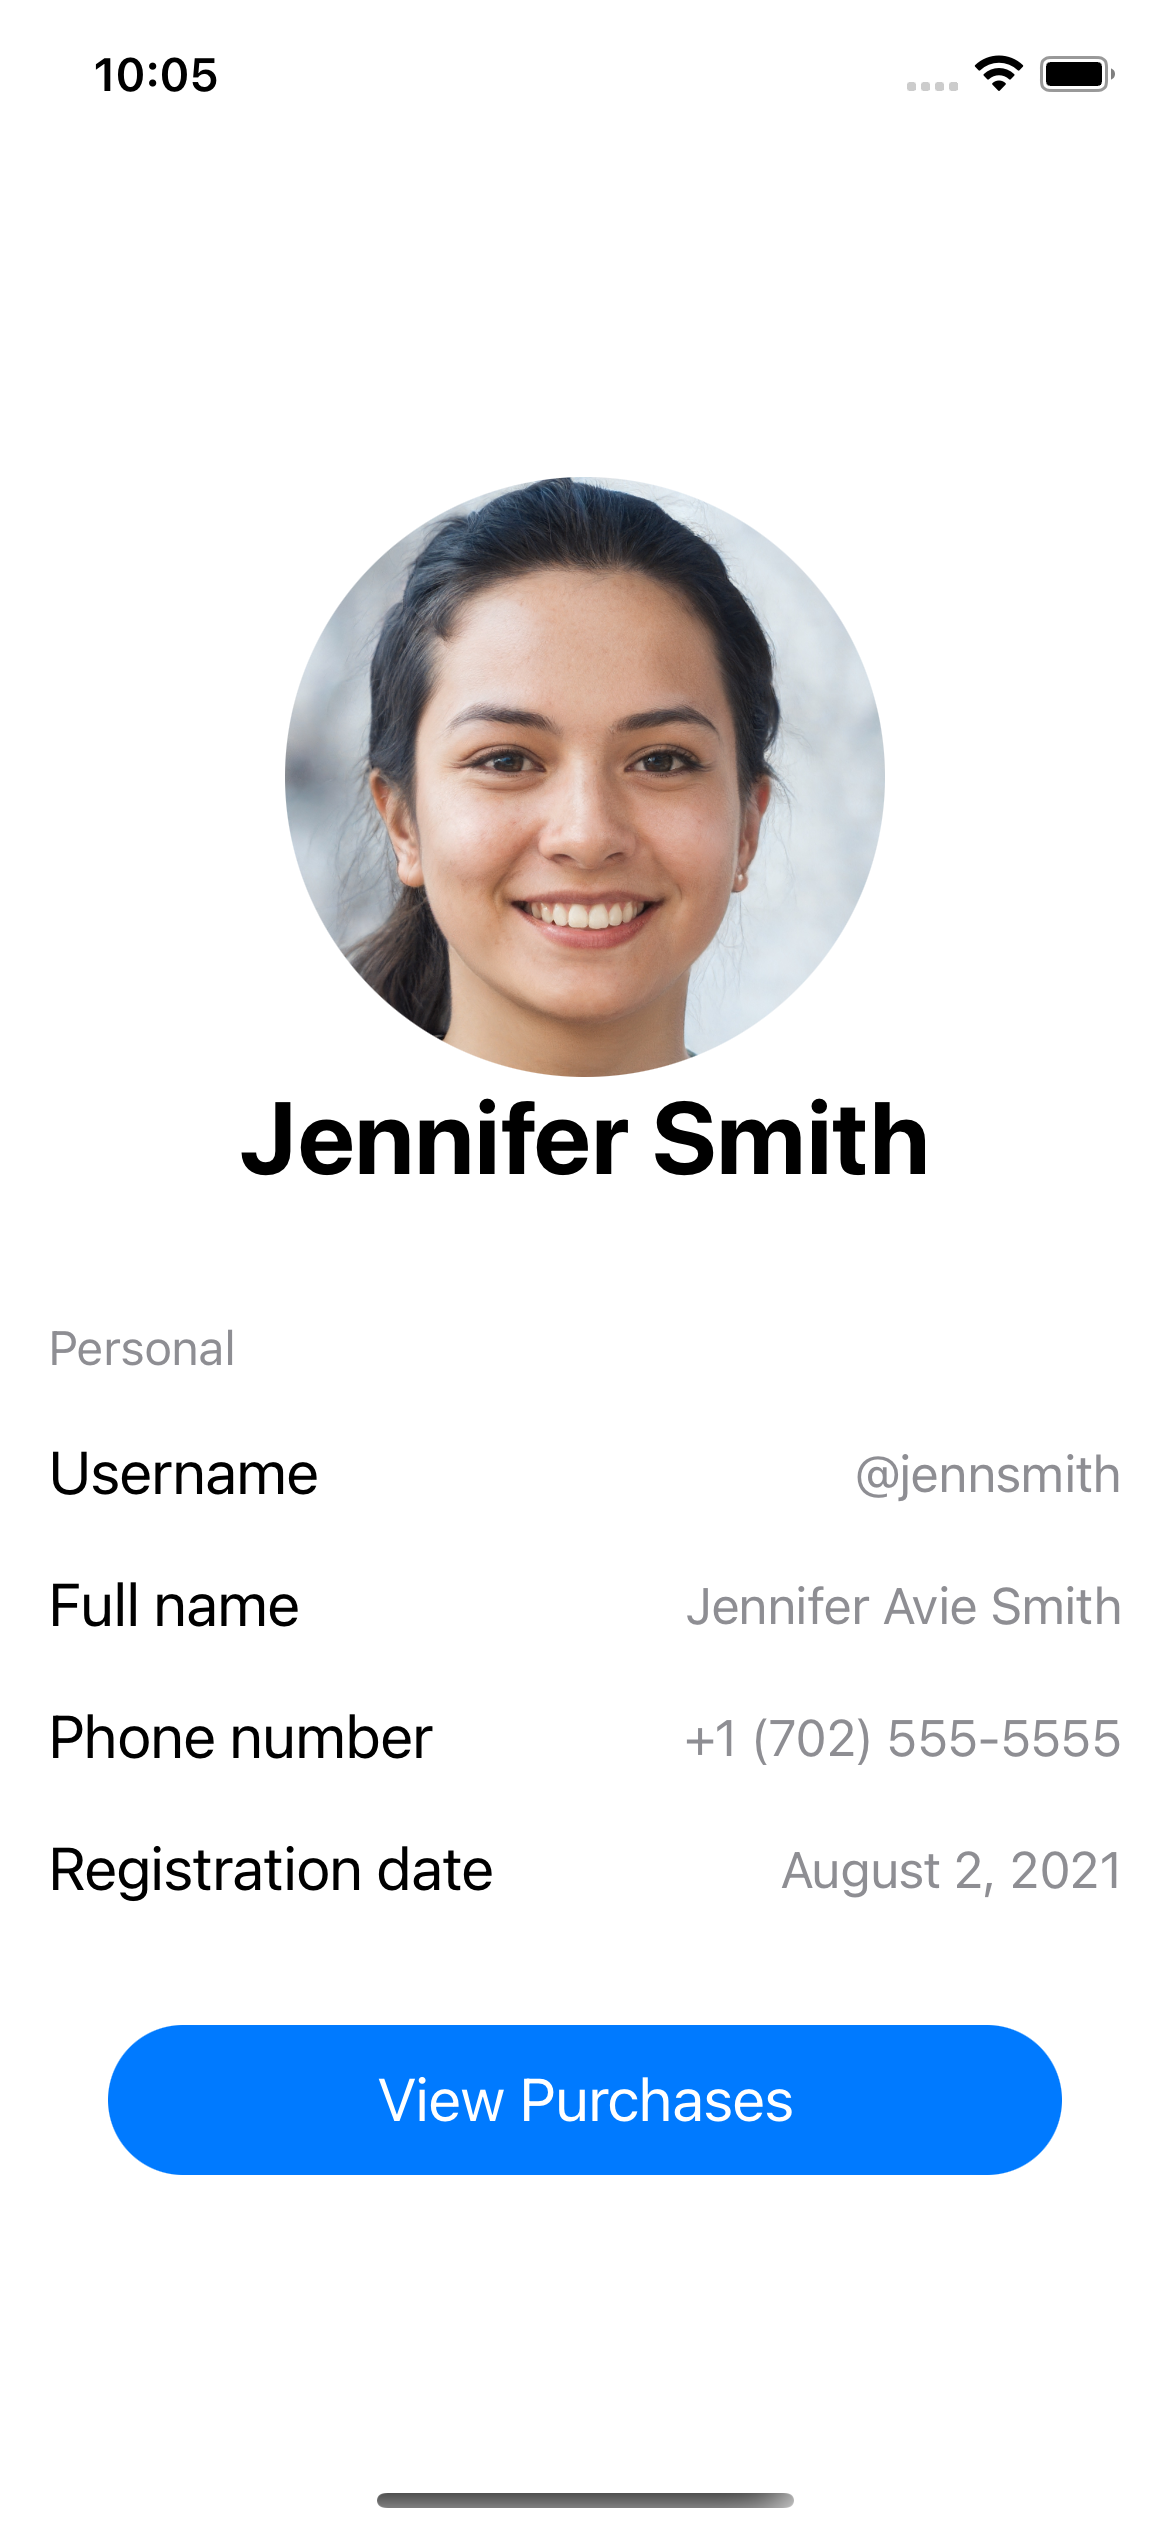 10:05
Jennifer Smith
Personal
Username @jennsmith
Full name Jennifer Avie Smith
Phone number +1 (702) 555-5555
Registration date August 2, 2021
View Purchases